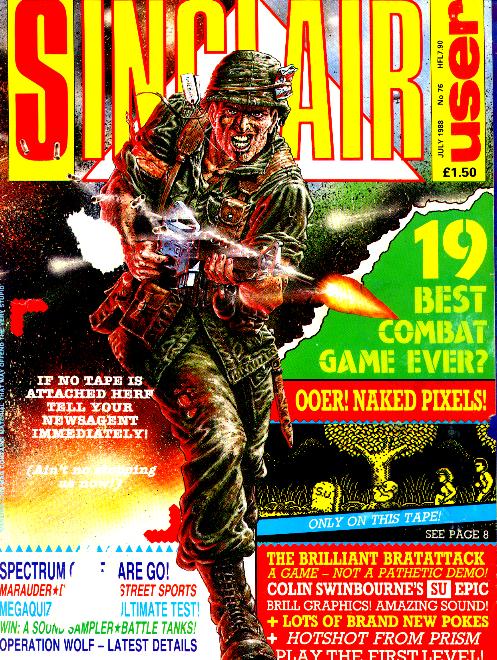 SINCLAIR
user
JULY 1988 No 76 HFL7.90
£1.50
19
BEST
COMBAT
GAME EVER?
OOER! NAKED PIXELS!
IF NO TAPE IS
ATTACHED HERE
TELL YOUR
NEWSAGENT
IMMEDIATELY!
(Ain't no stopping
us now!)
S.U
ONLY ON THIS TAPE!
SEE PAGE 8
SPECTRUM ARE GO!
MARAUDER★ STREET SPORTS
MEGAQUIZ ULTIMATE TEST!
WIN: A SOUND SAMPLER★BATTLE TANKS!
OPERATION WOLF – LATEST DETAILS
THE BRILLIANT BRATATTACK
A GAME – NOT A PATHETIC DEMO!
COLIN SWINBOURNE'S SU EPIC
BRILL GRAPHICS! AMAZING SOUND!
+ LOTS OF BRAND NEW POKES
+ HOTSHOT FROM PRISM
PLAY THE FIRST LEVEL!